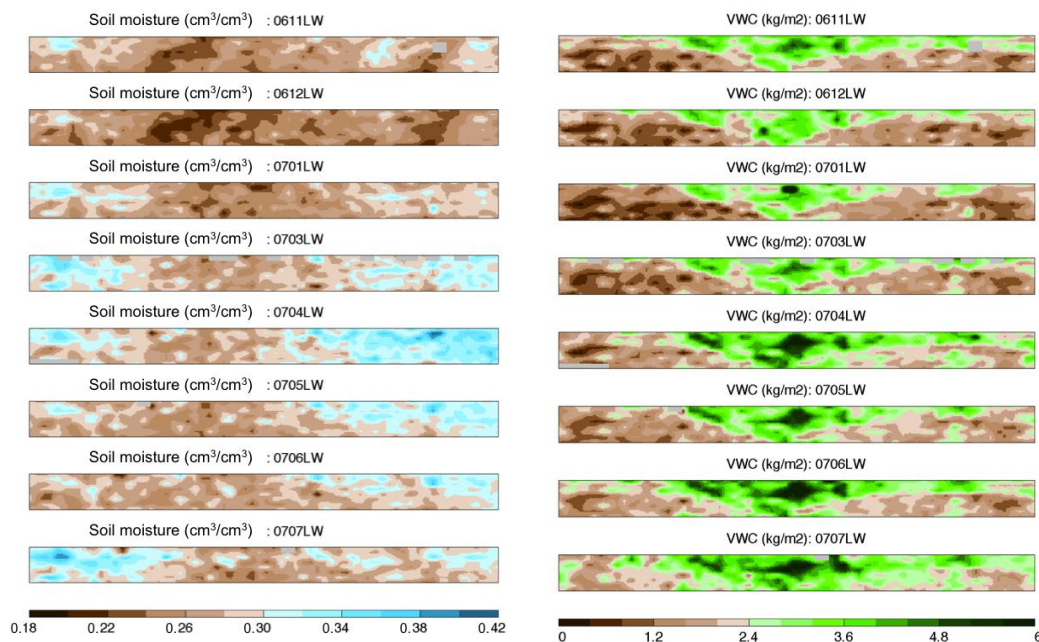 Soil moisture (cm³/cm³) : 0611LW
Soil moisture (cm³/cm³) : 0612LW
Soil moisture (cm³/cm³) : 0701LW
Soil moisture (cm³/cm³) : 0703LW
Soil moisture (cm³/cm³) : 0704LW
Soil moisture (cm³/cm³) : 0705LW
Soil moisture (cm³/cm³) : 0706LW
Soil moisture (cm³/cm³) : 0707LW
0.18 0.22 0.26 0.30 0.34 0.38 0.42
VWC (kg/m2): 0611LW
VWC (kg/m2): 0612LW
VWC (kg/m2): 0701LW
VWC (kg/m2): 0703LW
VWC (kg/m2): 0704LW
VWC (kg/m2): 0705LW
VWC (kg/m2): 0706LW
VWC (kg/m2): 0707LW
0 1.2 2.4 3.6 4.8 6